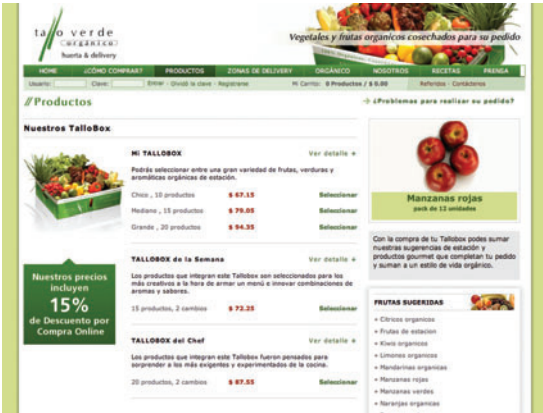 tallo verde
orgánico
huerta & delivery
Vegetales y frutas organicos cosechados para su pedido
HOME ¿CÓMO COMPRAR? PRODUCTOS ZONAS DE DELIVERY ORGÁNICO NOSOTROS RECETAS PRENSA
Usuario: Clave: Entrar - Olvidó la clave - Registrarse Mi Carrito: 0 Productos / $ 0.00 Referidos - Contáctenos
//Productos
¿Problemas para realizar su pedido?
Nuestros TalloBox
Mi TALLOBOX Ver detalle
Podrás seleccionar entre una gran variedad de frutas, verduras y
aromáticas orgánicas de estación.
Chico , 10 productos $ 67.15 Seleccionar
Mediano , 15 productos $ 79.05 Seleccionar
Grande , 20 productos $ 94.35 Seleccionar
TALLOBOX de la Semana Ver detalle
Los productos que integran este Tallobox son seleccionados para los
más creativos a la hora de armar un menú e innovar combinaciones de
aromas y sabores.
15 productos, 2 cambios $ 72.25 Seleccionar
TALLOBOX del Chef Ver detalle
Los productos que integran este Tallobox fueron pensados para
sorprender a los más exigentes y experimentados de la cocina.
20 productos, 2 cambios $ 87.55 Seleccionar
Nuestros precios
incluyen
15%
de Descuento por
Compra Online
Manzanas rojas
pack de 12 unidades
Con la compra de tu Tallobox podes sumar
nuestras sugerencias de estación y
productos gourmet que completan tu pedido
y suman a un estilo de vida orgánico.
FRUTAS SUGERIDAS
+ Citricos organicos
+ Frutas de estacion
+ Kiwis organicos
+ Limones organicos
+ Mandarinas organicas
+ Manzanas rojas
+ Manzanas verdes
+ Naranjas organicas